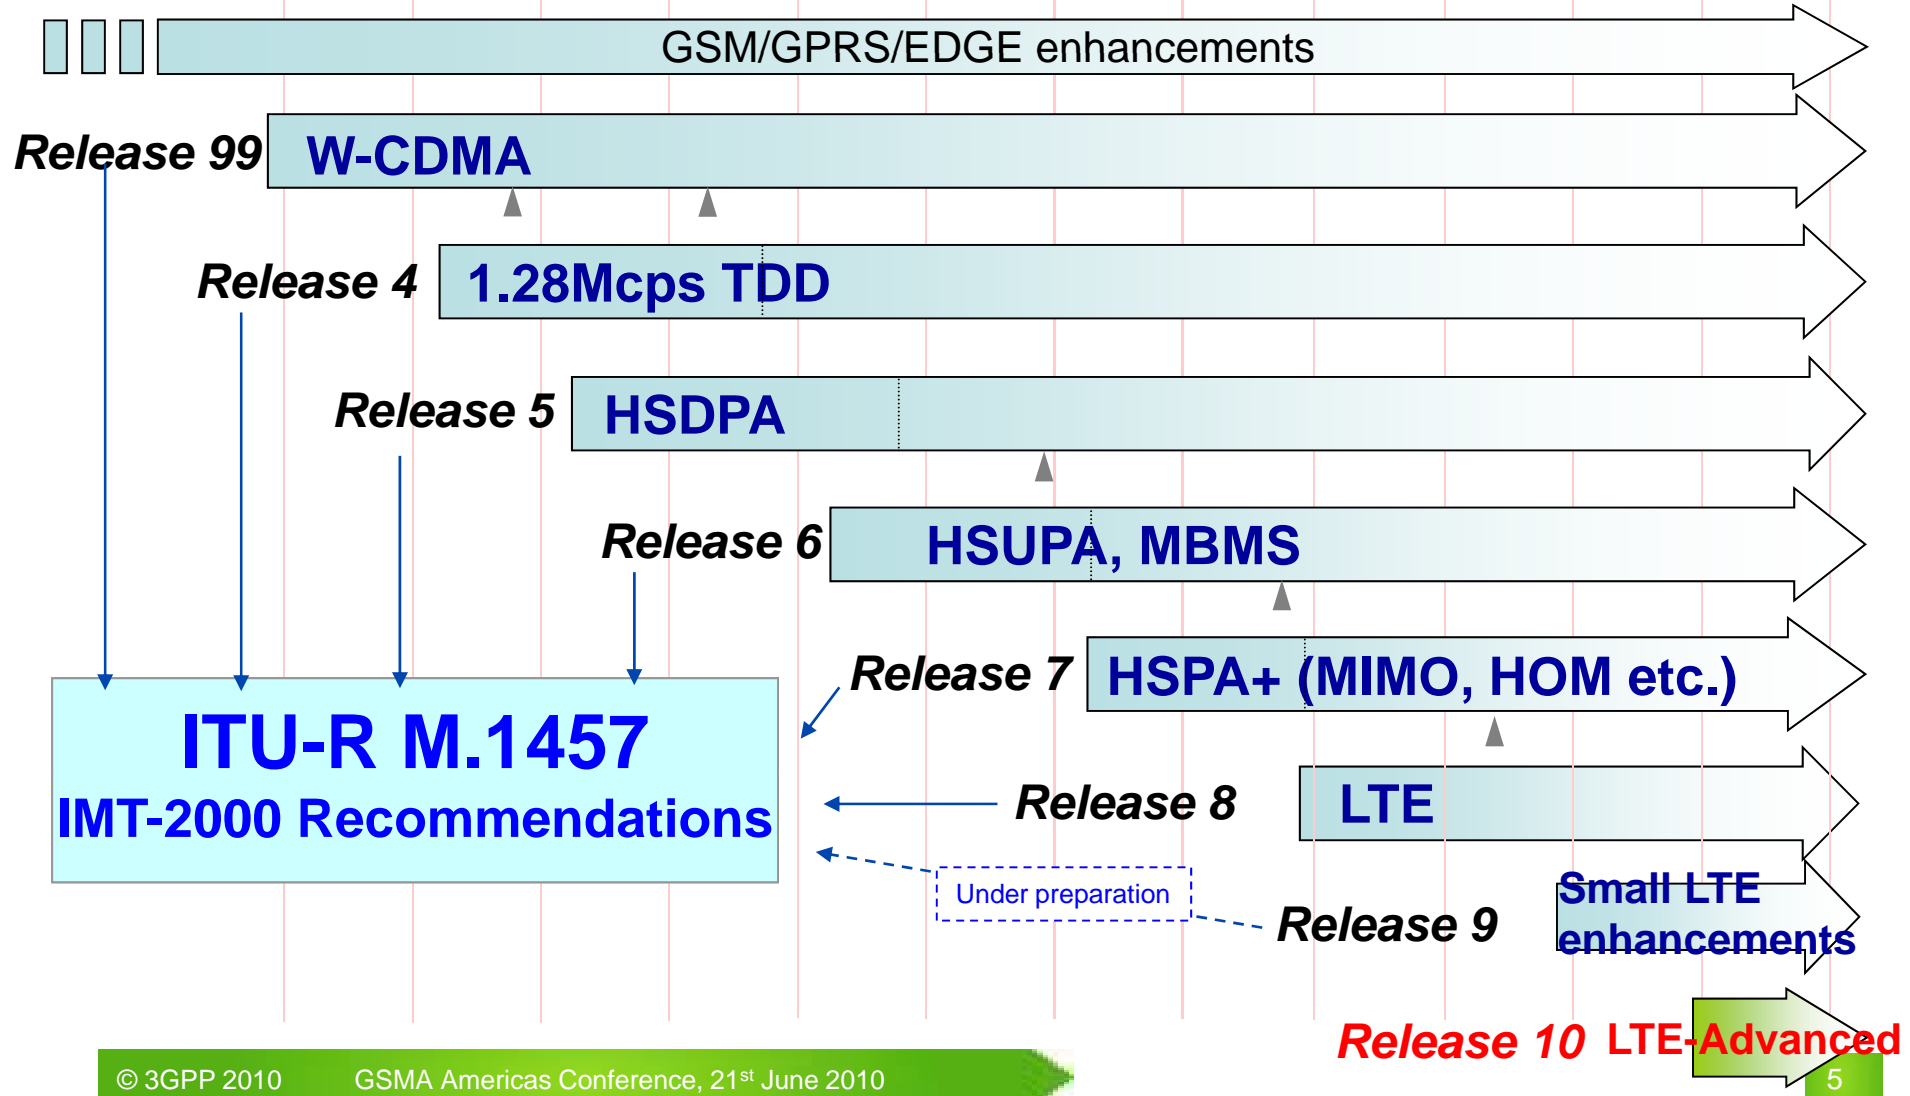 GSM/GPRS/EDGE enhancements
Release 99
W-CDMA
Release 4
1.28Mcps TDD
Release 5
HSDPA
Release 6
HSUPA, MBMS
Release 7
HSPA+ (MIMO, HOM etc.)
ITU-R M.1457
IMT-2000 Recommendations
Release 8
LTE
Under preparation
Release 9
Small LTE
enhancements
Release 10
LTE-Advanced
© 3GPP 2010
GSMA Americas Conference, 21st June 2010
5